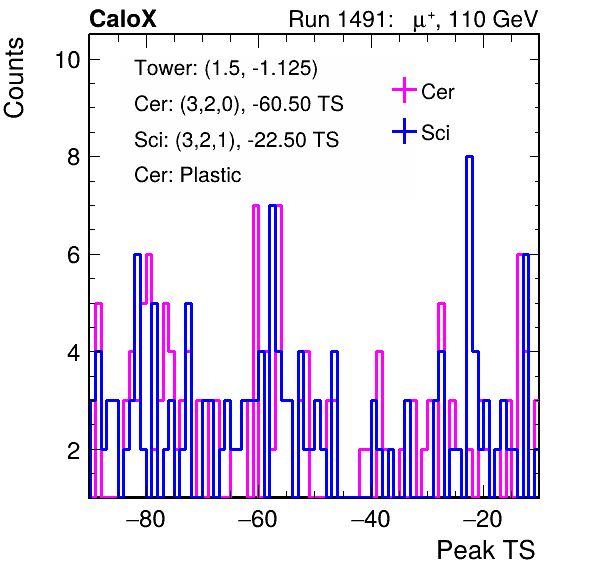 CaloX Run 1491: μ⁺, 110 GeV
Counts
Tower: (1.5, -1.125)
Cer: (3,2,0), -60.50 TS
Sci: (3,2,1), -22.50 TS
Cer: Plastic
Cer
Sci
10
8
6
4
2
−80 −60 −40 −20
Peak TS